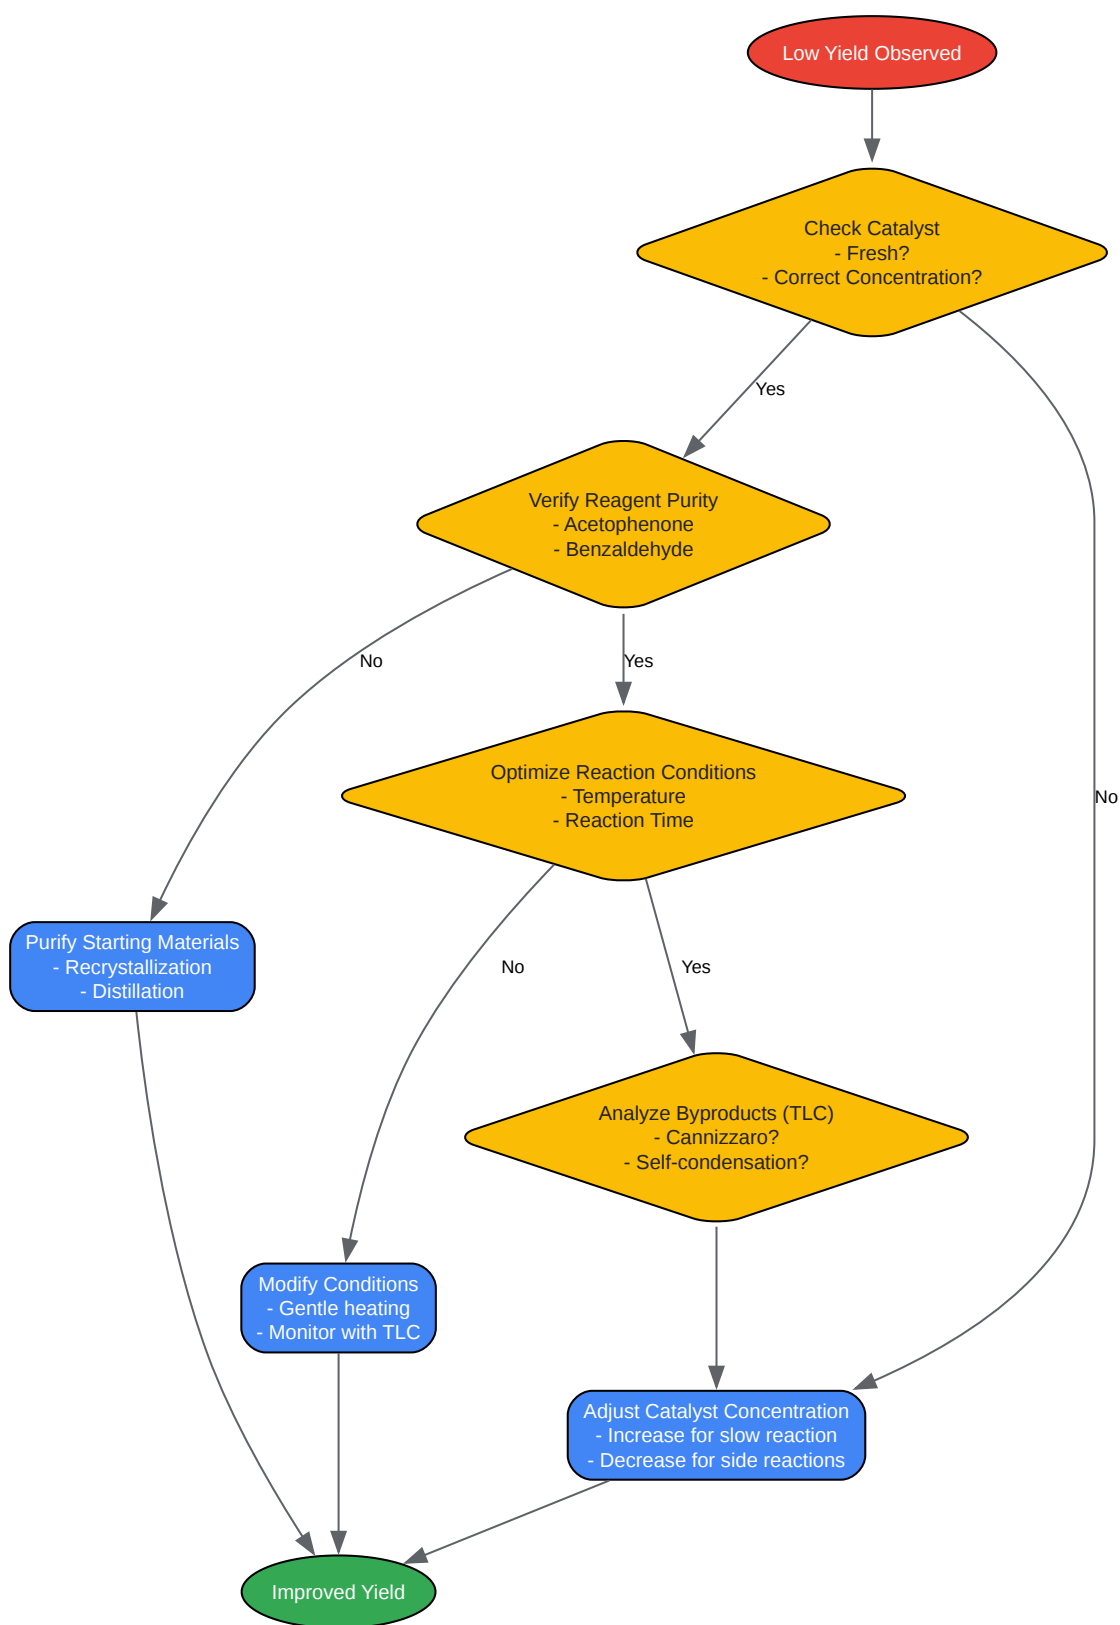 Low Yield Observed
Check Catalyst
- Fresh?
- Correct Concentration?
Yes
Verify Reagent Purity
- Acetophenone
- Benzaldehyde
No
Yes
Optimize Reaction Conditions
- Temperature
- Reaction Time
No
Purify Starting Materials
- Recrystallization
- Distillation
No
Yes
Analyze Byproducts (TLC)
- Cannizzaro?
- Self-condensation?
Modify Conditions
- Gentle heating
- Monitor with TLC
Adjust Catalyst Concentration
- Increase for slow reaction
- Decrease for side reactions
Improved Yield